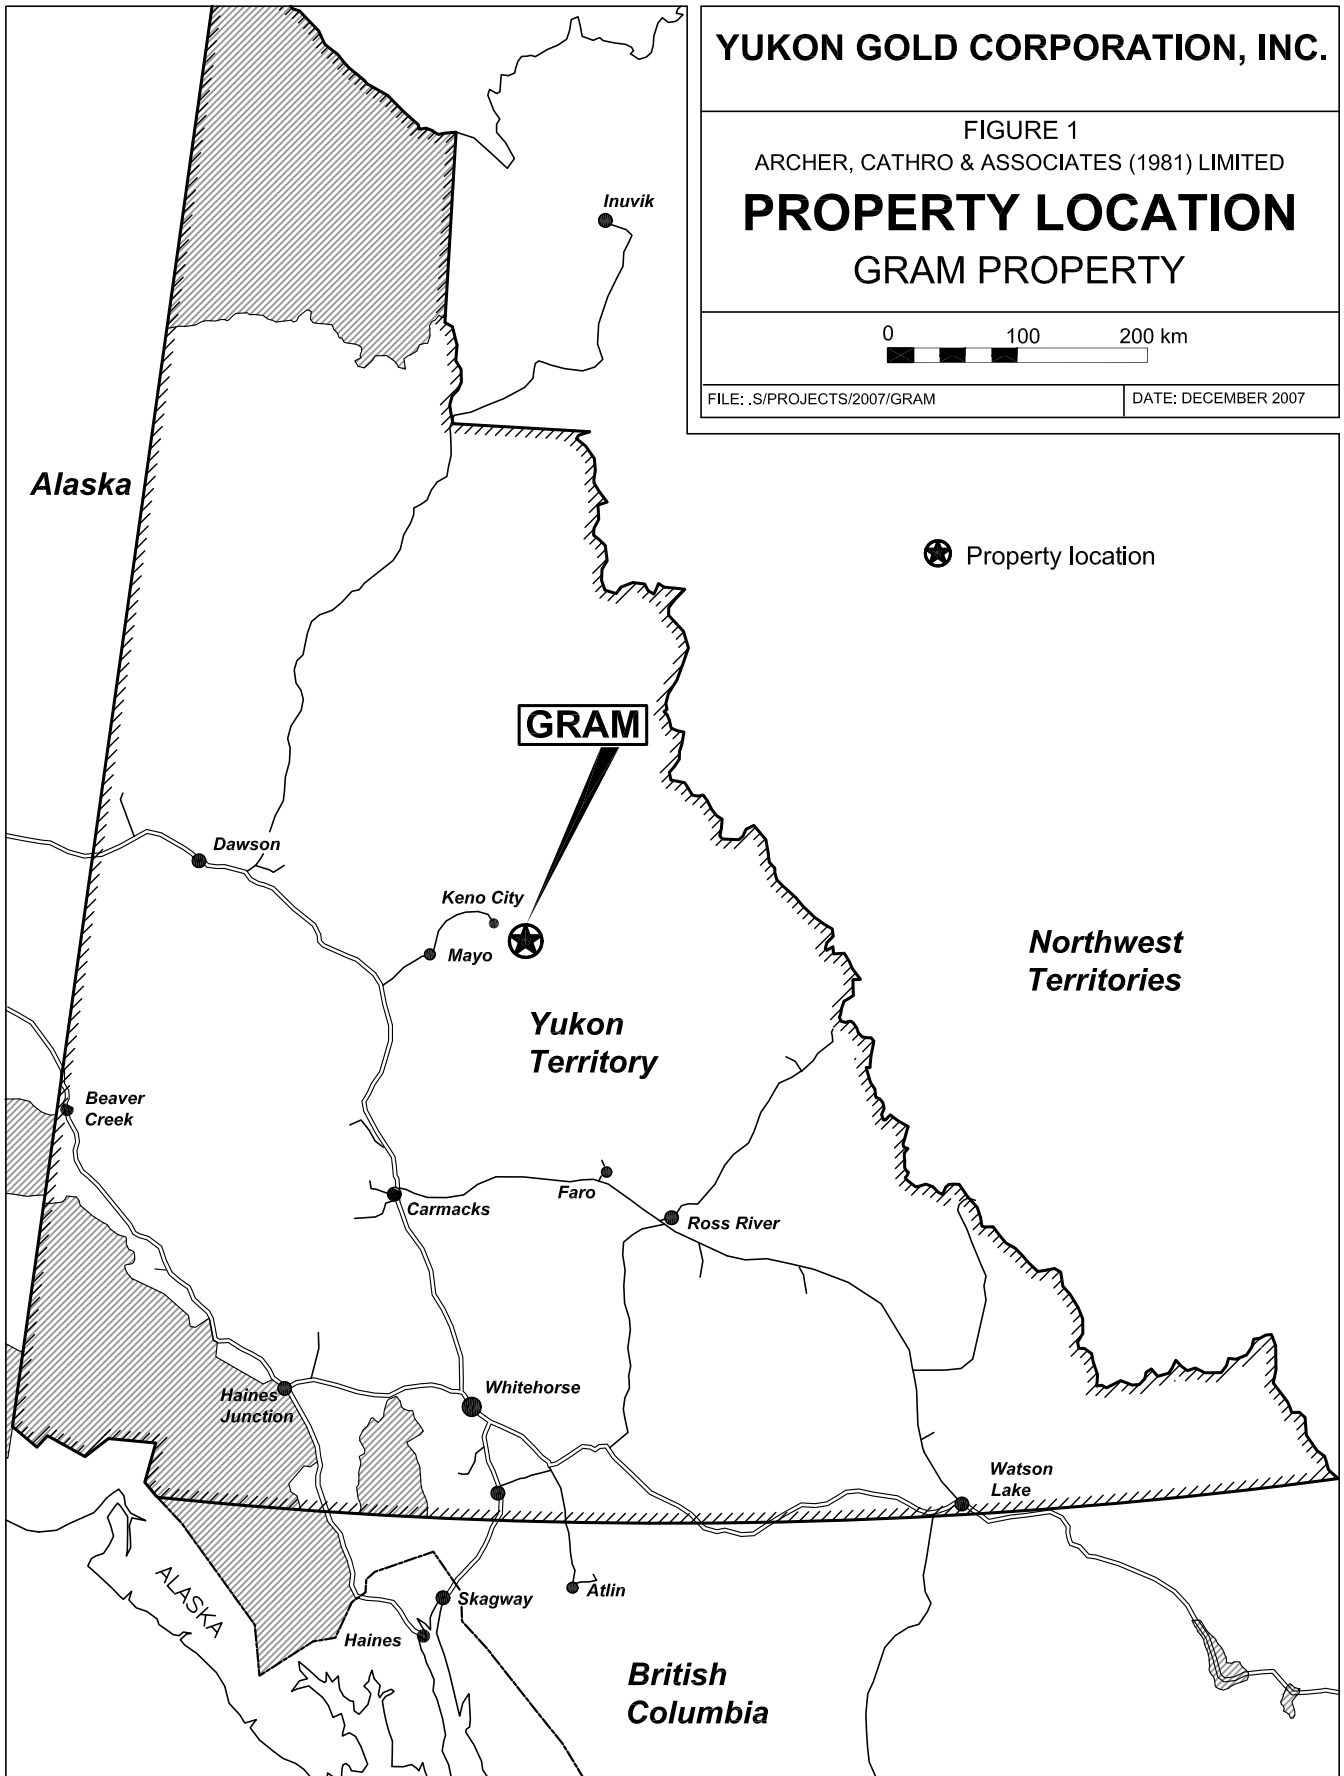 YUKON GOLD CORPORATION, INC.
FIGURE 1
ARCHER, CATHRO & ASSOCIATES (1981) LIMITED
PROPERTY LOCATION
GRAM PROPERTY
0 100 200 km
FILE: .S/PROJECTS/2007/GRAM
DATE: DECEMBER 2007
Inuvik
Alaska
Property location
GRAM
Dawson
Keno City
Mayo
Northwest
Territories
Yukon
Territory
Beaver
Creek
Faro
Carmacks
Ross River
Whitehorse
Haines
Junction
Watson
Lake
ALASKA
Atlin
Skagway
Haines
British
Columbia